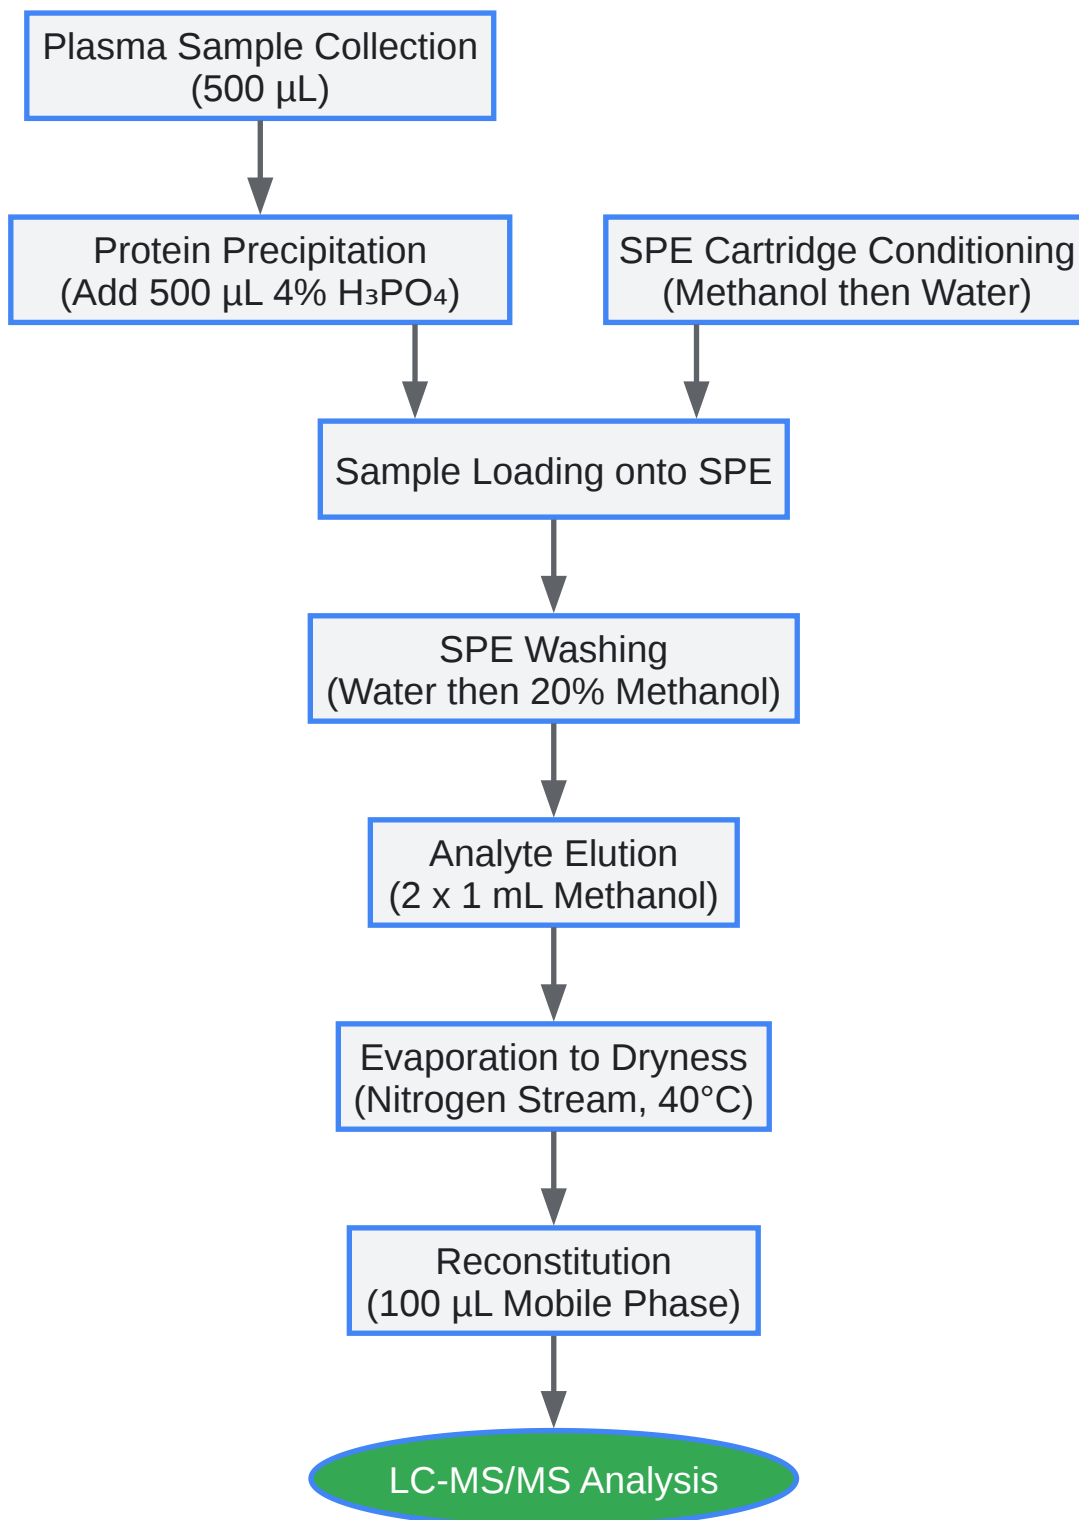 Plasma Sample Collection
(500 µL)
Protein Precipitation
(Add 500 µL 4% H₃PO₄)
SPE Cartridge Conditioning
(Methanol then Water)
Sample Loading onto SPE
SPE Washing
(Water then 20% Methanol)
Analyte Elution
(2 x 1 mL Methanol)
Evaporation to Dryness
(Nitrogen Stream, 40°C)
Reconstitution
(100 µL Mobile Phase)
LC-MS/MS Analysis